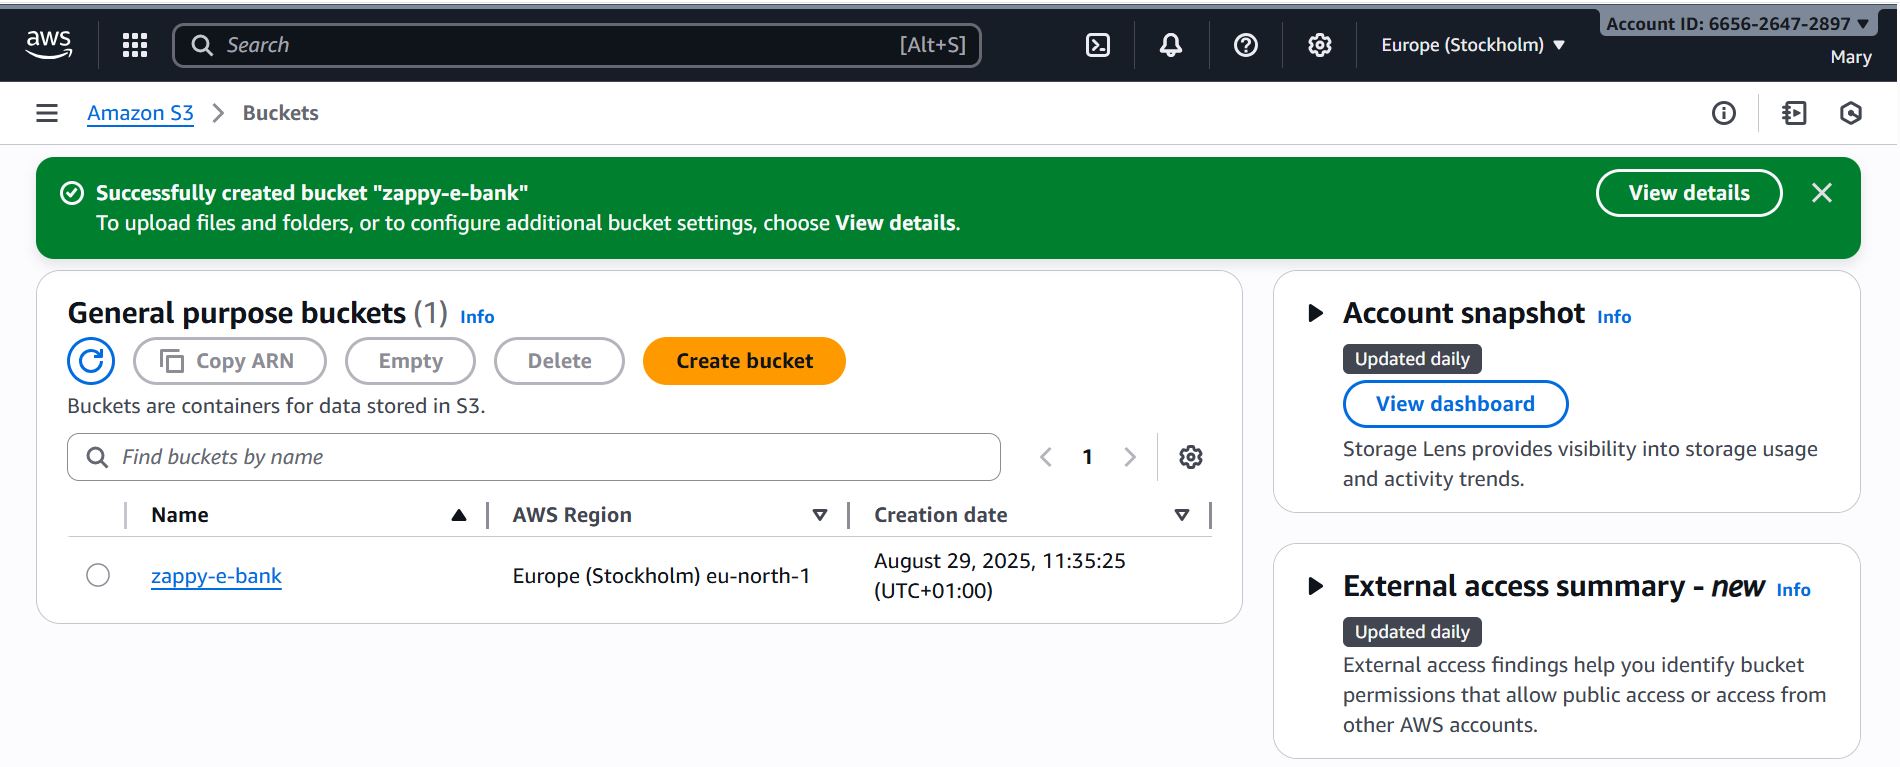 aws
Search [Alt+S]
Europe (Stockholm)
Account ID: 6656-2647-2897
Mary
Amazon S3 Buckets
Successfully created bucket "zappy-e-bank"
To upload files and folders, or to configure additional bucket settings, choose View details.
View details
General purpose buckets (1) Info
Copy ARN Empty Delete Create bucket
Buckets are containers for data stored in S3.
Find buckets by name
1
Name AWS Region Creation date
zappy-e-bank Europe (Stockholm) eu-north-1 August 29, 2025, 11:35:25
(UTC+01:00)
Account snapshot Info
Updated daily
View dashboard
Storage Lens provides visibility into storage usage
and activity trends.
External access summary - new Info
Updated daily
External access findings help you identify bucket
permissions that allow public access or access from
other AWS accounts.